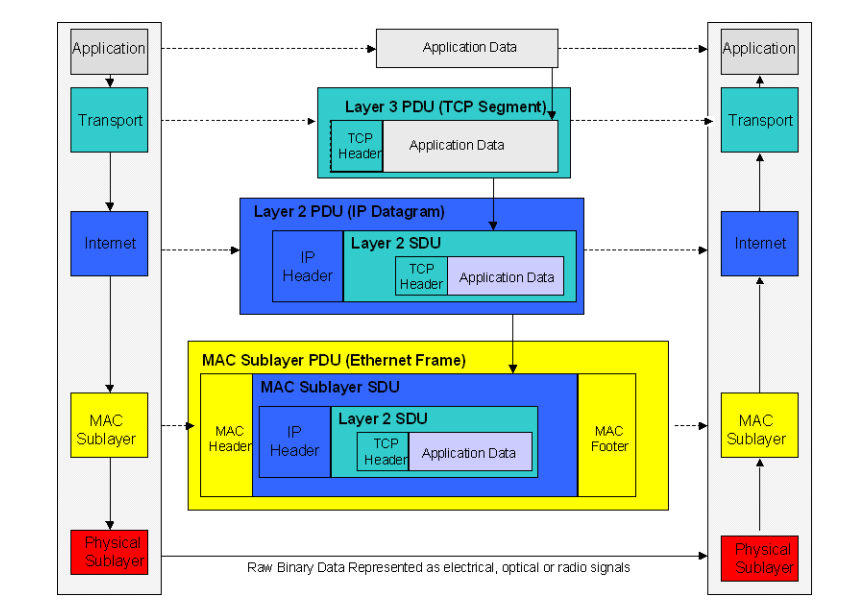 Application
Application Data
Application
Layer 3 PDU (TCP Segment)
Transport
TCP
Header
Application Data
Transport
Layer 2 PDU (IP Datagram)
Internet
IP
Header
Layer 2 SDU
TCP
Header
Application Data
Internet
MAC Sublayer PDU (Ethernet Frame)
MAC Sublayer SDU
MAC
Sublayer
MAC
Header
IP
Header
Layer 2 SDU
TCP
Header
Application Data
MAC
Footer
MAC
Sublayer
Physical
Sublayer
Raw Binary Data Represented as electrical, optical or radio signals
Physical
Sublayer